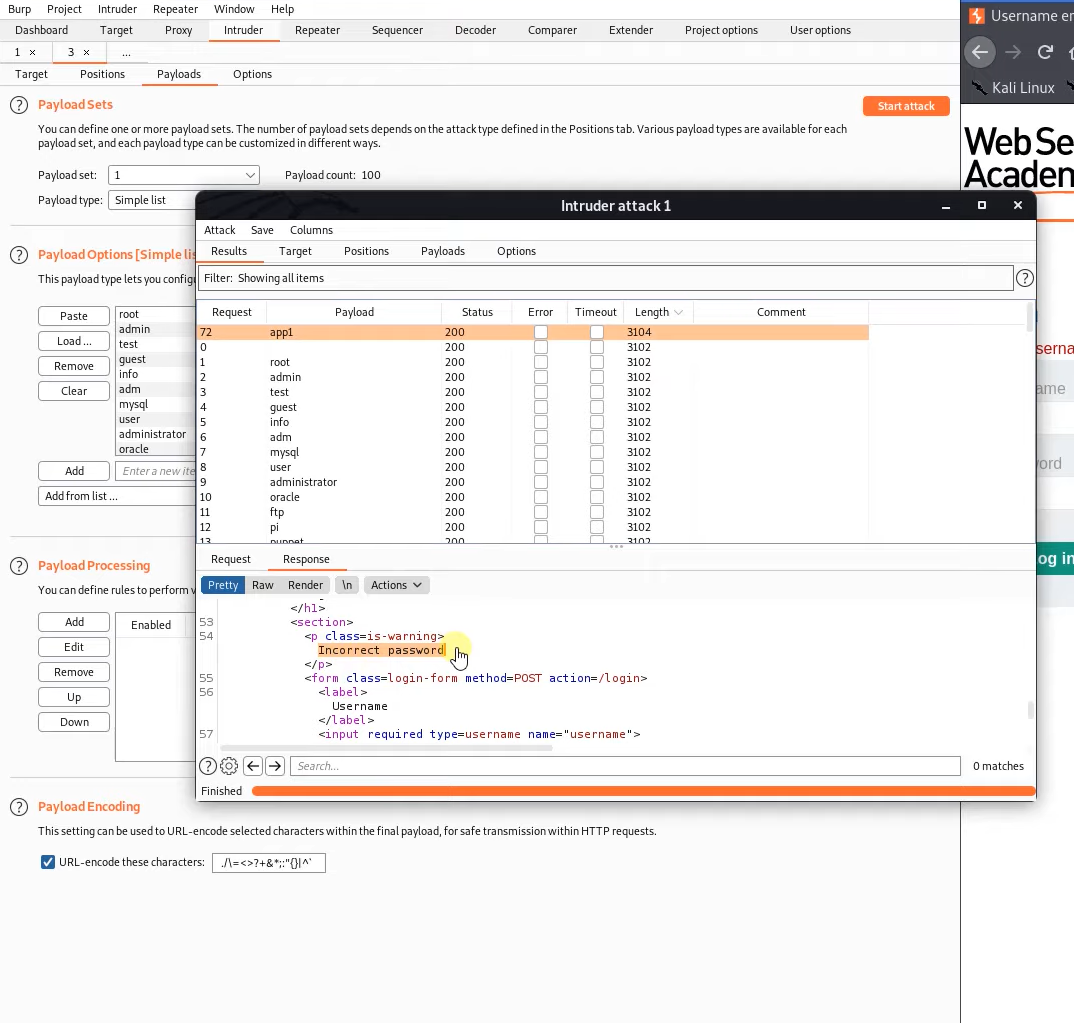 Burp Project Intruder Repeater Window Help
Dashboard Target Proxy Intruder Repeater Sequencer Decoder Comparer Extender Project options User options
1 × 3 × ...
Target Positions Payloads Options
? Payload Sets Start attack
You can define one or more payload sets. The number of payload sets depends on the attack type defined in the Positions tab. Various payload types are available for each
payload set, and each payload type can be customized in different ways.
Payload set: 1 Payload count: 100
Payload type: Simple list
? Payload Options [Simple lis
This payload type lets you configu
Paste
Load ...
Remove
Clear
root
admin
test
guest
info
adm
mysql
user
administrator
oracle
Add Enter a new ite
Add from list ...
? Payload Processing
You can define rules to perform v
Add
Edit
Remove
Up
Down
Enabled
? Payload Encoding
This setting can be used to URL-encode selected characters within the final payload, for safe transmission within HTTP requests.
URL-encode these characters: ./\=<>?+&*;:"{}|^`
Intruder attack 1
Attack Save Columns
Results Target Positions Payloads Options
Filter: Showing all items ?
Request Payload Status Error Timeout Length Comment
72 app1 200 3104
0 200 3102
1 root 200 3102
2 admin 200 3102
3 test 200 3102
4 guest 200 3102
5 info 200 3102
6 adm 200 3102
7 mysql 200 3102
8 user 200 3102
9 administrator 200 3102
10 oracle 200 3102
11 ftp 200 3102
12 pi 200 3102
13 puppet 200 3102
Request Response
Pretty Raw Render \n Actions
</h1>
53 <section>
54 <p class=is-warning>
Incorrect password
</p>
55 <form class=login-form method=POST action=/login>
56 <label>
Username
</label>
57 <input required type=username name="username">
? Search... 0 matches
Finished
Username er
Kali Linux
Web Se
Academ
serna
ame
word
og in